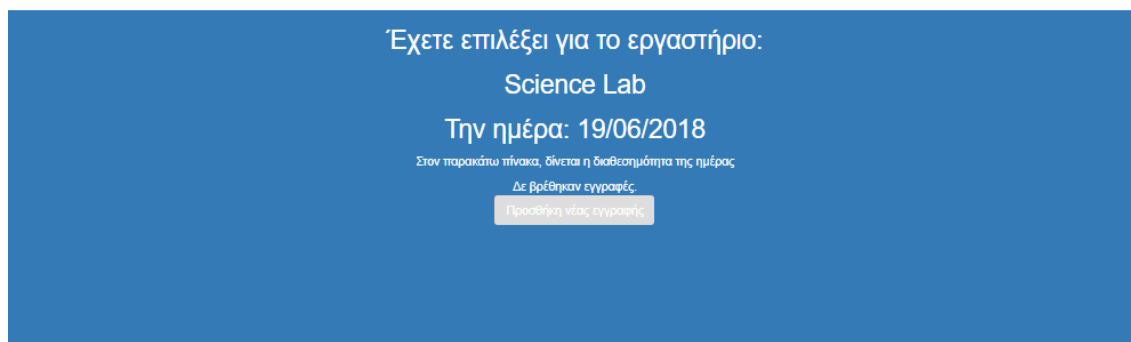 Έχετε επιλέξει για το εργαστήριο:
Science Lab
Την ημέρα: 19/06/2018
Στον παρακάτω πίνακα, δίνεται η διαθεσημότητα της ημέρας
Δε βρέθηκαν εγγραφές.
Προσθήκη νέας εγγραφής